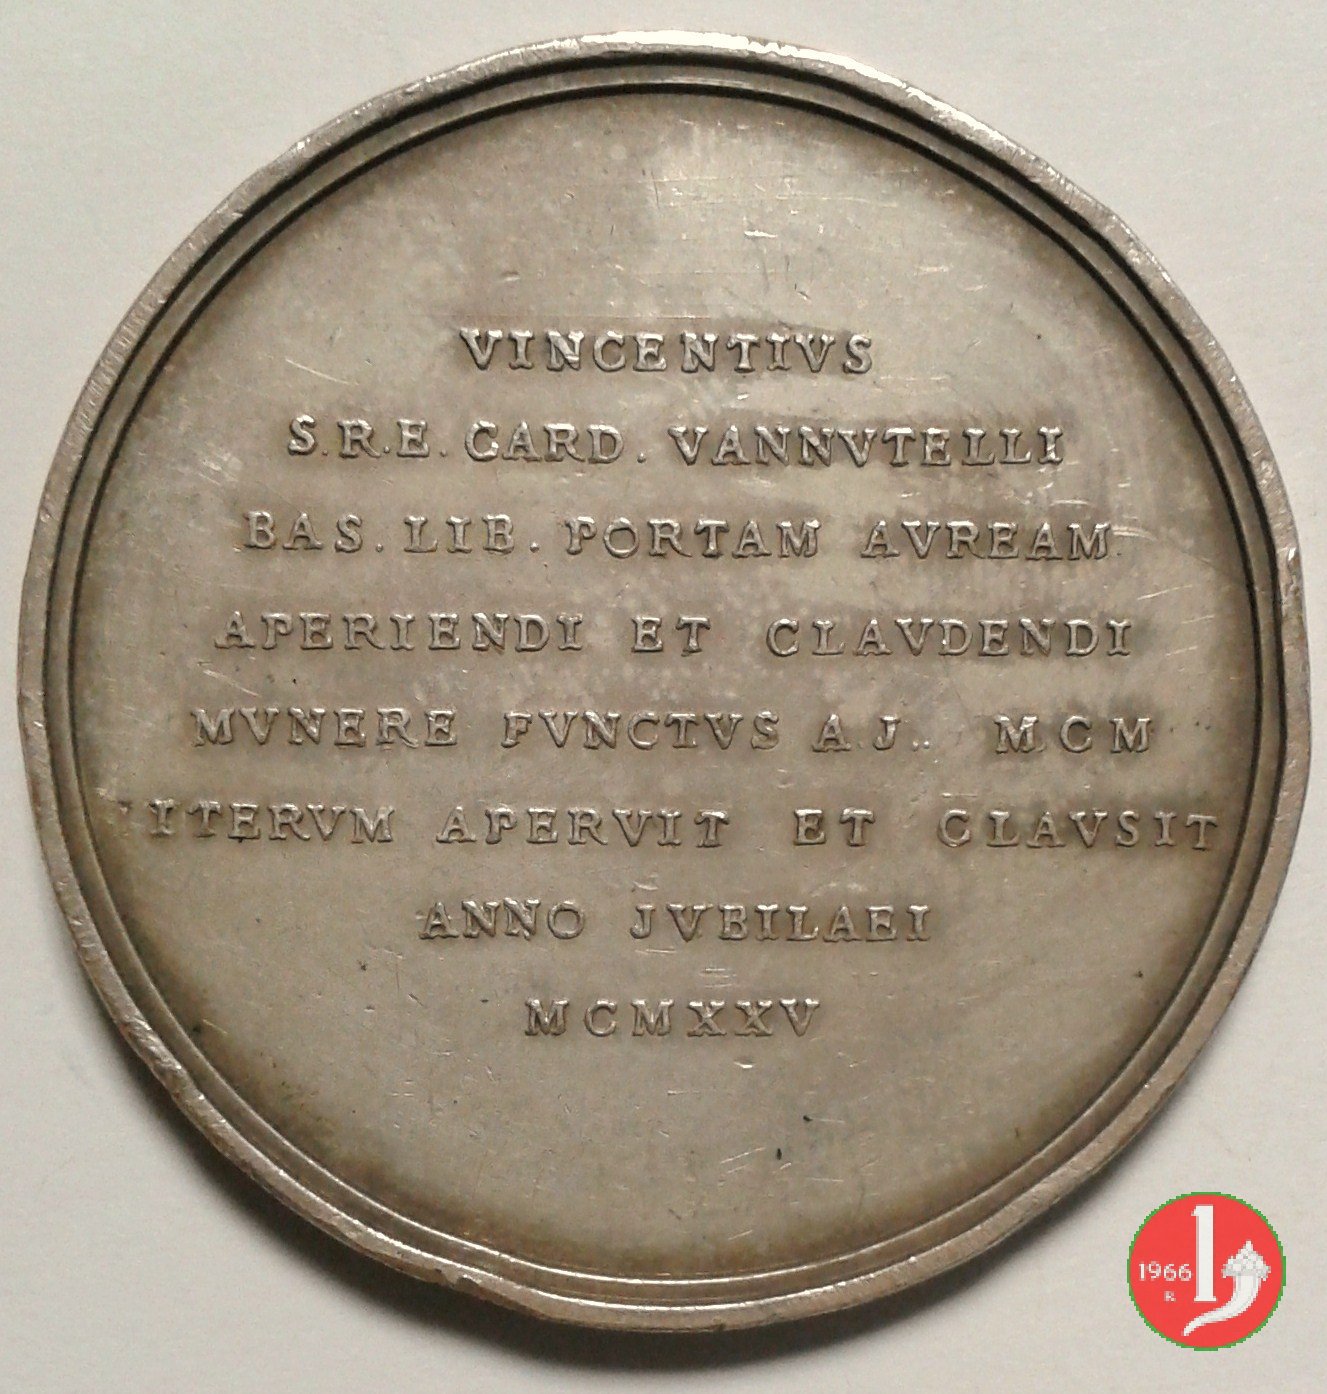 VINCENTIVS
S.R.E. CARD. VANNVTELLI
BAS. LIB. PORTAM AVREAM
APERIENDI ET CLAVDENDI
MVNERE FVNCTVS A.J. MCM
ITERVM APERVIT ET CLAVSIT
ANNO JVBILAEI
MCMXXV
1966
R